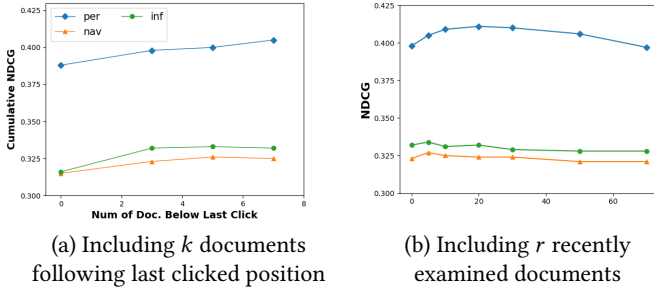 0.425
0.400
0.375
0.350
0.325
0.300
Cumulative NDCG
per
nav
inf
0 2 4 6 8
Num of Doc. Below Last Click
(a) Including k documents
following last clicked position
0.425
0.400
0.375
0.350
0.325
0.300
NDCG
0 20 40 60
(b) Including r recently
examined documents